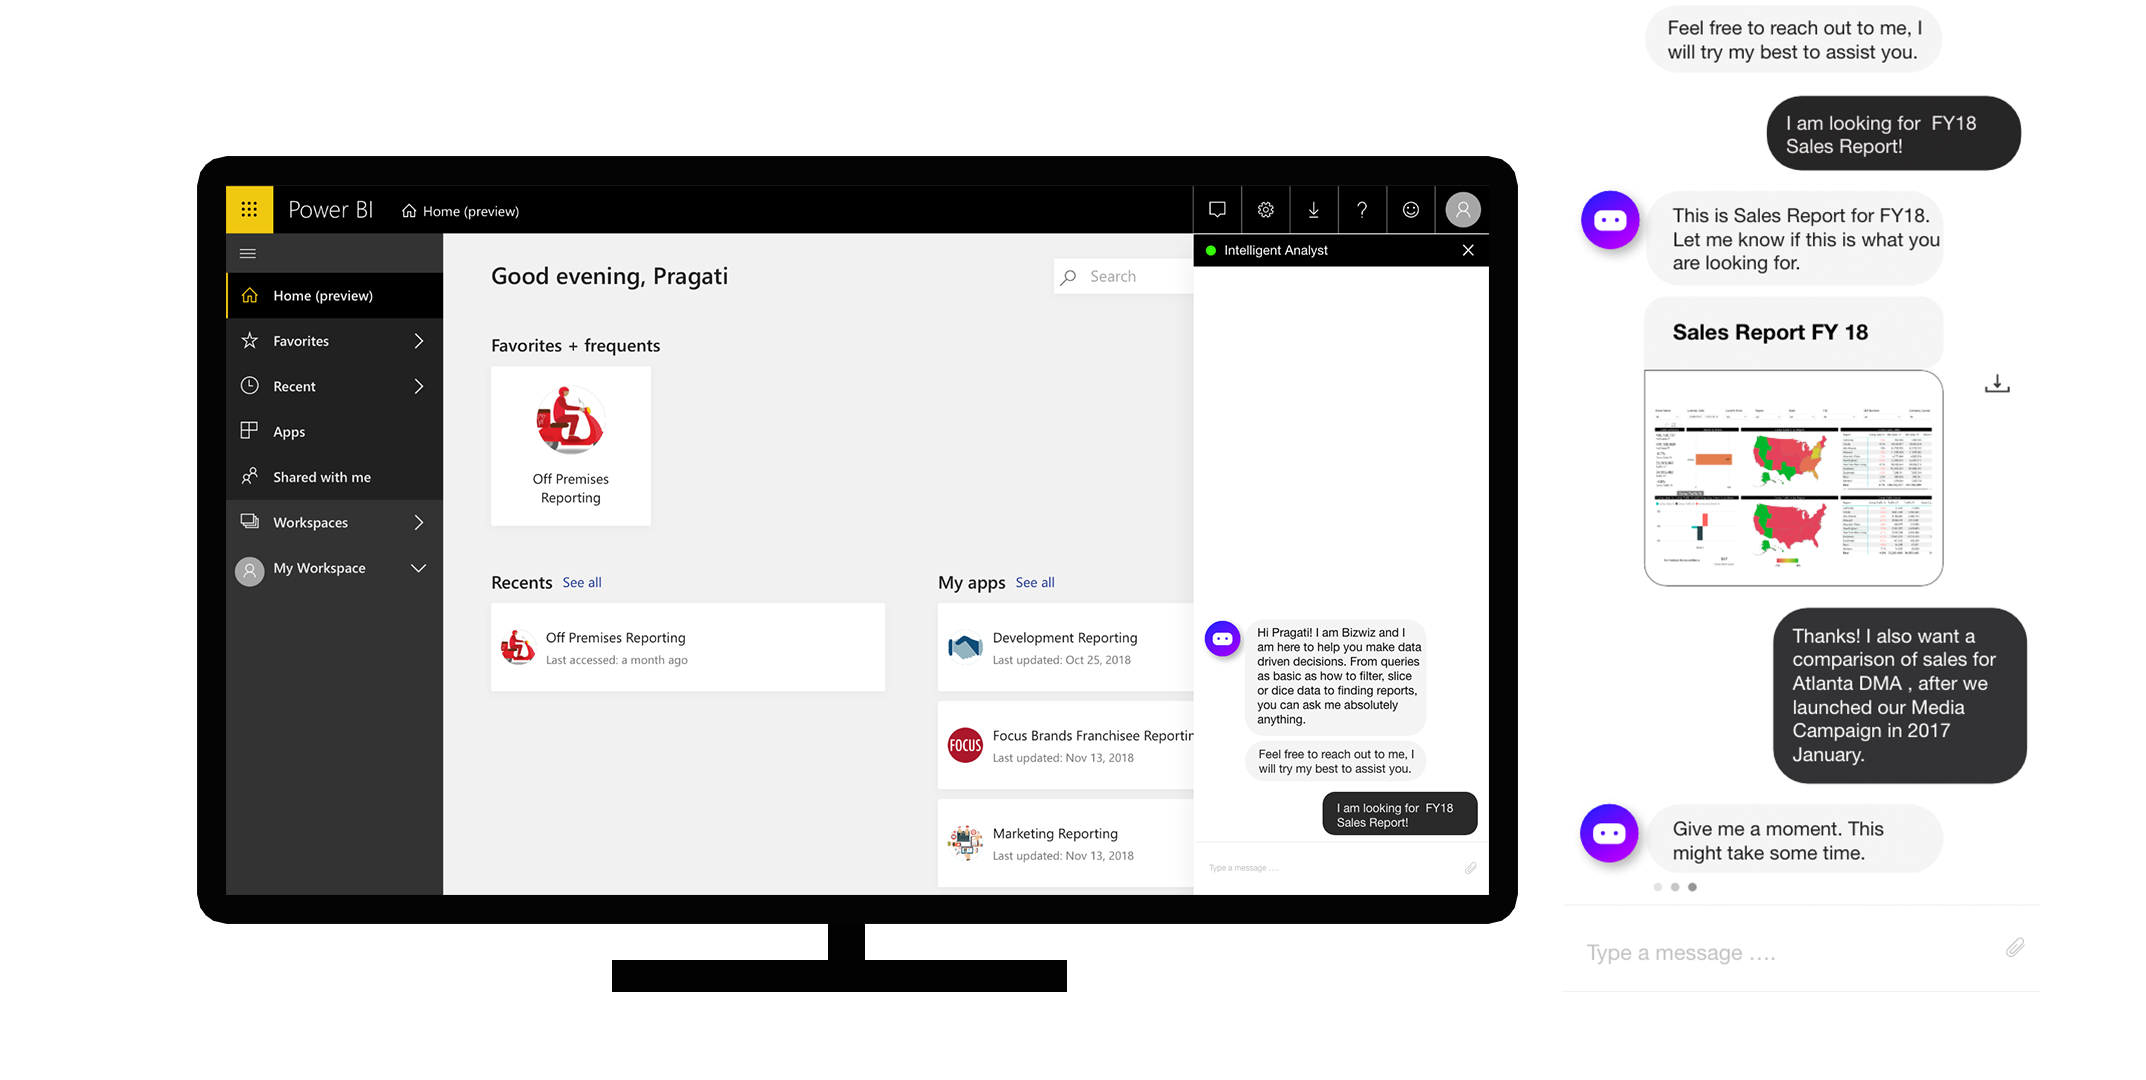 Power BI
Home (preview)
Home (preview)
Favorites
Recent
Apps
Shared with me
Workspaces
My Workspace
Good evening, Pragati
Search
Favorites + frequents
Off Premises
Reporting
Recents See all
Off Premises Reporting
Last accessed: a month ago
My apps See all
Development Reporting
Last updated: Oct 25, 2018
FOCUS
Focus Brands Franchisee Reportin
Last updated: Nov 13, 2018
Marketing Reporting
Last updated: Nov 13, 2018
Intelligent Analyst
Hi Pragati! I am Bizwiz and I
am here to help you make data
driven decisions. From queries
as basic as how to filter, slice
or dice data to finding reports,
you can ask me absolutely
anything.
Feel free to reach out to me, I
will try my best to assist you.
I am looking for FY18
Sales Report!
Type a message ....
Feel free to reach out to me, I
will try my best to assist you.
I am looking for FY18
Sales Report!
This is Sales Report for FY18.
Let me know if this is what you
are looking for.
Sales Report FY 18
Thanks! I also want a
comparison of sales for
Atlanta DMA , after we
launched our Media
Campaign in 2017
January.
Give me a moment. This
might take some time.
Type a message ....